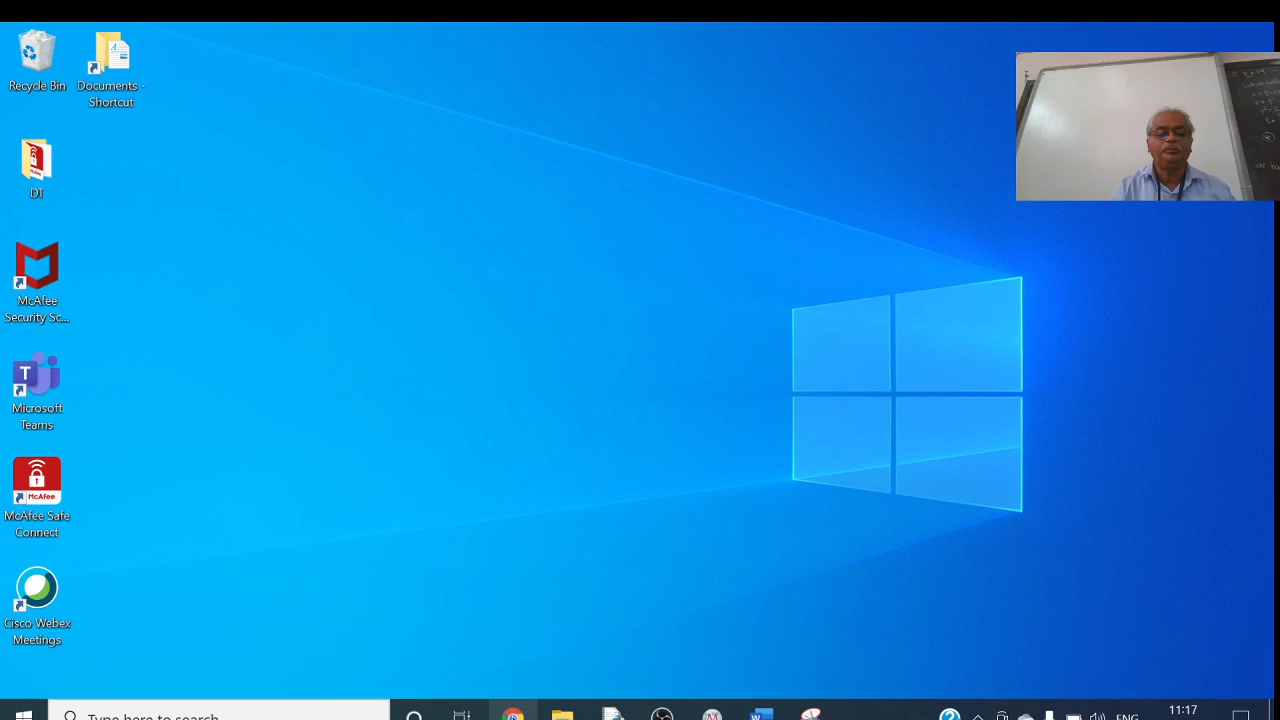 Recycle Bin
Documents -
Shortcut
DT
McAfee
Security Sc...
T
Microsoft
Teams
McAfee
McAfee Safe
Connect
Cisco Webex
Meetings
Type here to search
ENG
11:17